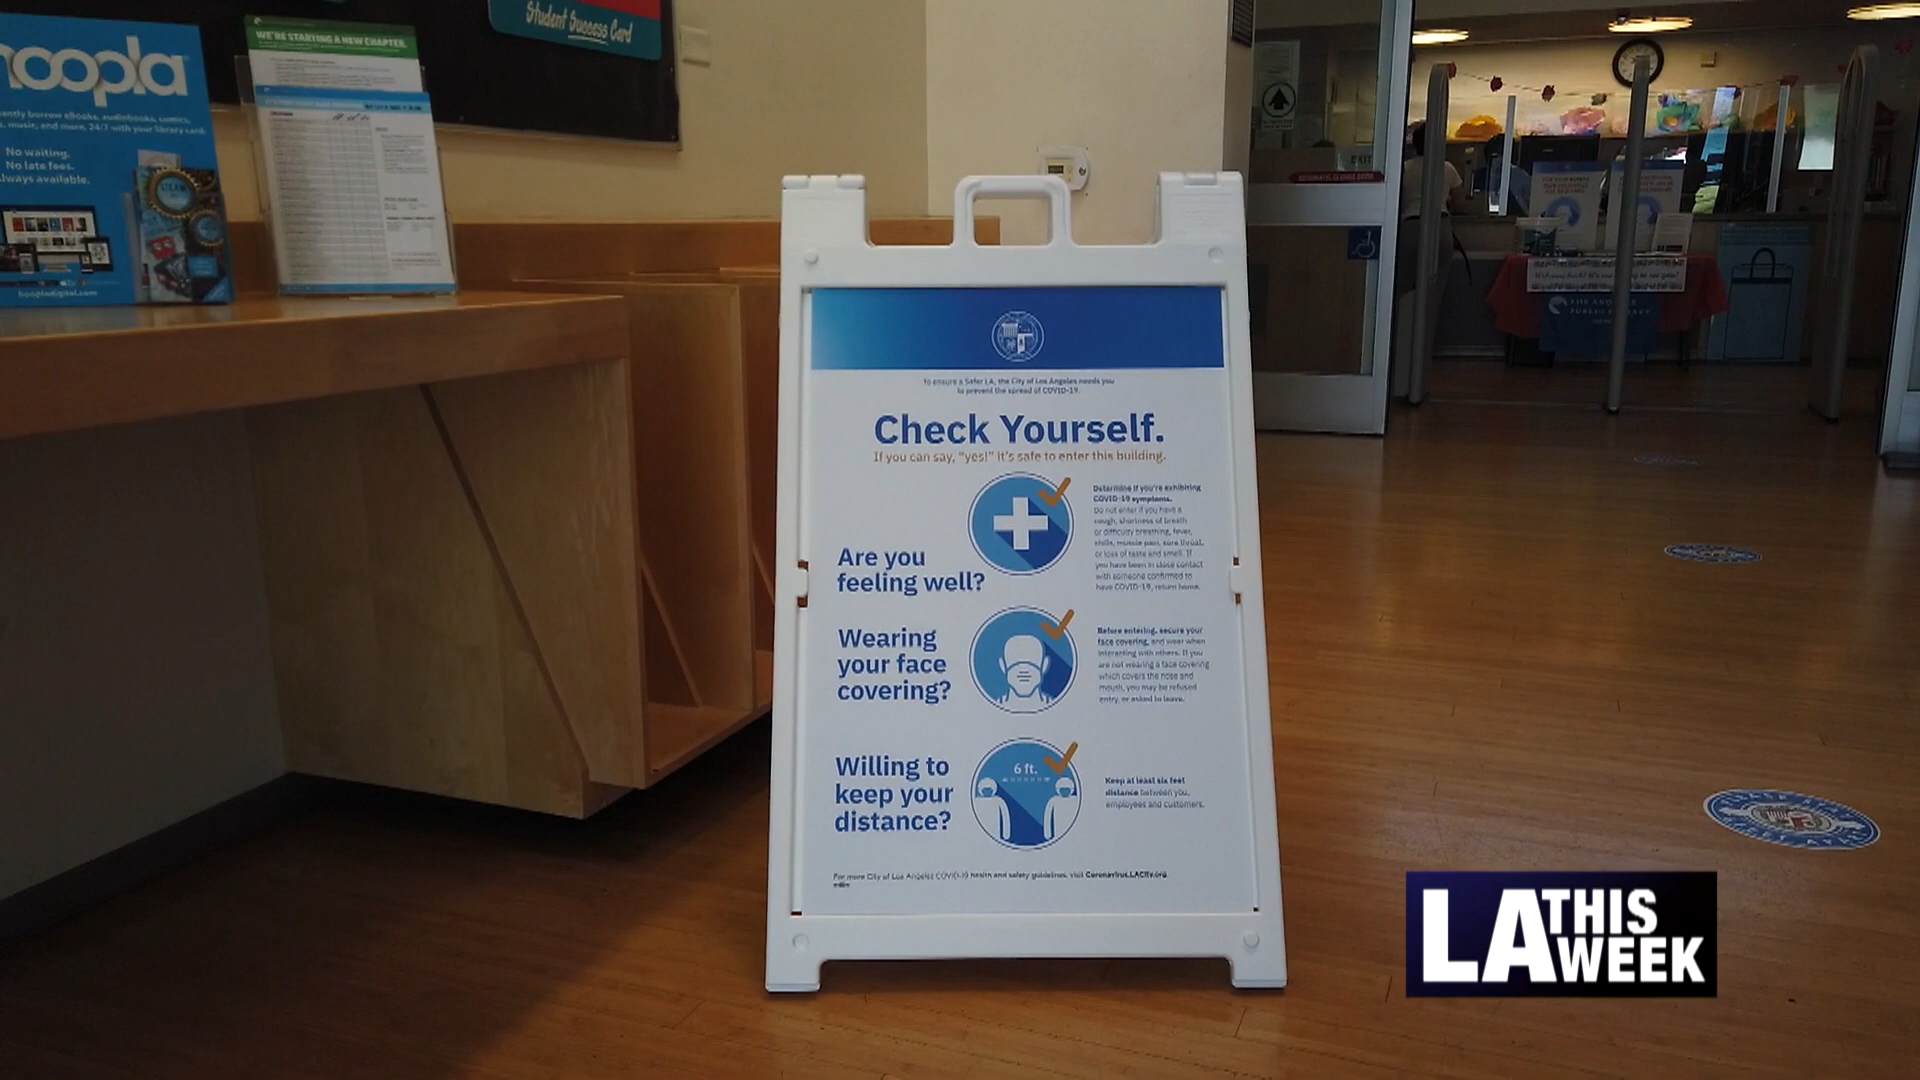 hoopla
No waiting.
No late fees.
hoopladigital.com
WE'RE STARTING A NEW CHAPTER.
Student Success Card
To ensure a Safer LA, the City of Los Angeles needs you
to prevent the spread of COVID-19.
Check Yourself.
If you can say, "yes!" it's safe to enter this building.
Are you
feeling well?
Determine if you're exhibiting
COVID-19 symptoms.
Do not enter if you have a
cough, shortness of breath
or difficulty breathing, fever,
chills, muscle pain, sore throat,
or loss of taste and smell. If
you have been in close contact
with someone confirmed to
have COVID-19, return home.
Wearing
your face
covering?
Before entering, secure your
face covering, and wear when
interacting with others. If you
are not wearing a face covering
which covers the nose and
mouth, you may be refused
entry, or asked to leave.
Willing to
keep your
distance?
6 ft.
Keep at least six feet
distance between you,
employees and customers.
For more City of Los Angeles COVID-19 health and safety guidelines, visit Coronavirus.LACity.org
EXIT
LOS ANGELES
PUBLIC LIBRARY
LA THIS
WEEK